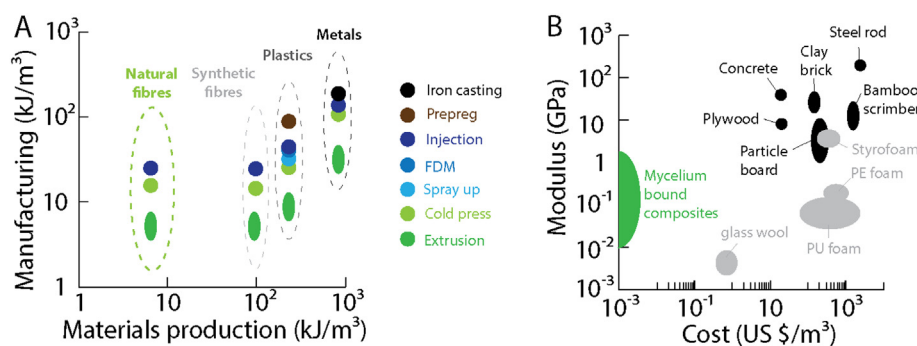 A
Manufacturing (kJ/m³)
10³
10²
10
1
Natural
fibres
Synthetic
fibres
Plastics
Metals
1
10
10²
10³
Materials production (kJ/m³)
Iron casting
Prepreg
Injection
FDM
Spray up
Cold press
Extrusion
B
Modulus (GPa)
10³
10²
10
1
10⁻¹
10⁻²
10⁻³
Steel rod
Clay
brick
Concrete
Bamboo
scrimber
Plywood
Particle
board
Styrofoam
PE foam
Mycelium
bound
composites
glass wool
PU foam
10⁻³
10⁻¹
10¹
10³
Cost (US $/m³)